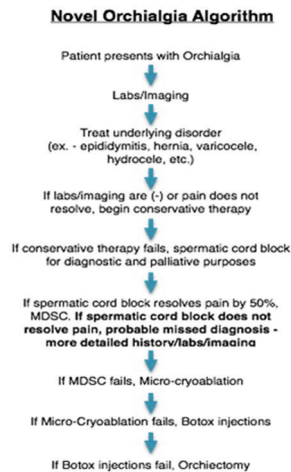 Novel Orchialgia Algorithm
Patient presents with Orchialgia
Labs/Imaging
Treat underlying disorder
(ex. - epididymitis, hernia, varicocele,
hydrocele, etc.)
If labs/imaging are (-) or pain does not
resolve, begin conservative therapy
If conservative therapy fails, spermatic cord block
for diagnostic and palliative purposes
If spermatic cord block resolves pain by 50%,
MDSC. If spermatic cord block does not
resolve pain, probable missed diagnosis -
more detailed history/labs/imaging
If MDSC fails, Micro-cryoablation
If Micro-Cryoablation fails, Botox injections
If Botox injections fail, Orchiectomy